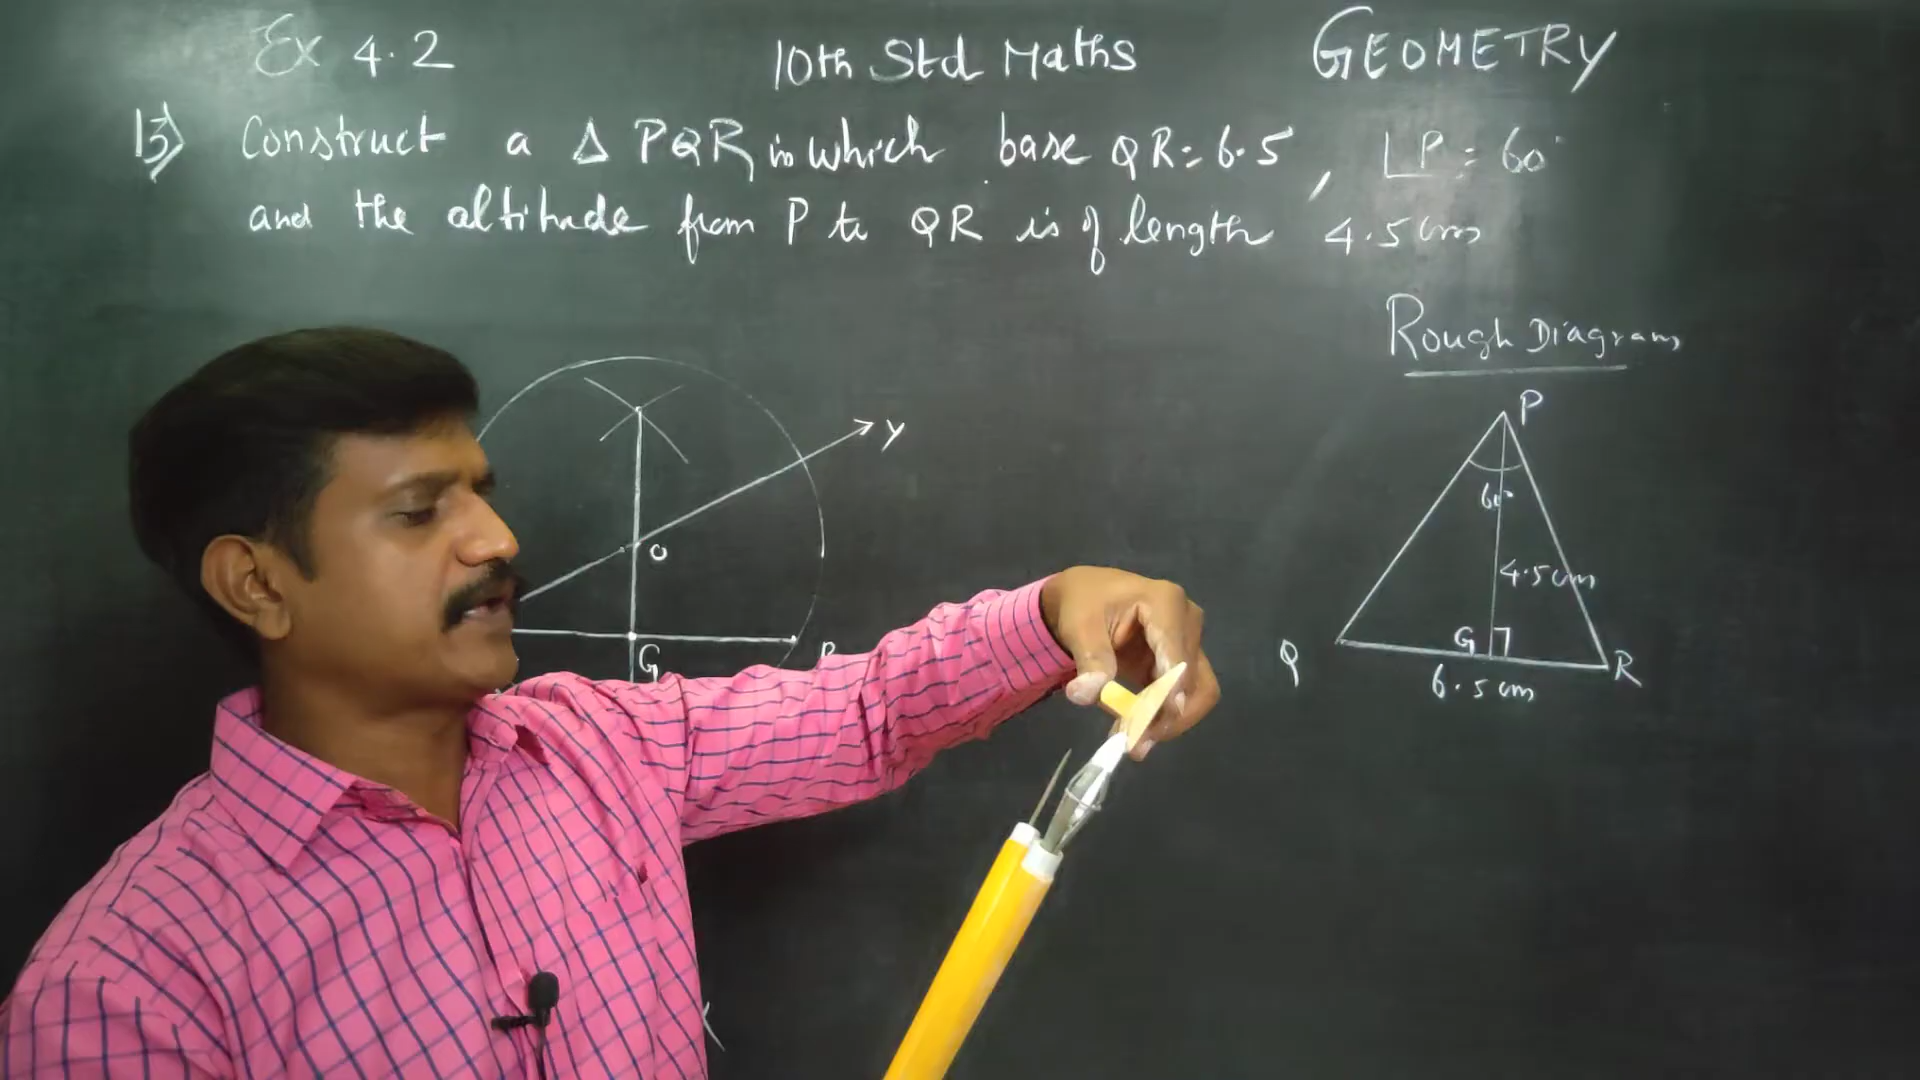 Ex 4.2
10th Std Maths
GEOMETRY
13) Construct a Δ PQR in which base QR = 6.5, ∠P = 60°
and the altitude from P to QR is of length 4.5 cm
Rough Diagram
P
60°
4.5 cm
G
Q
R
6.5 cm
Y
O
G
R